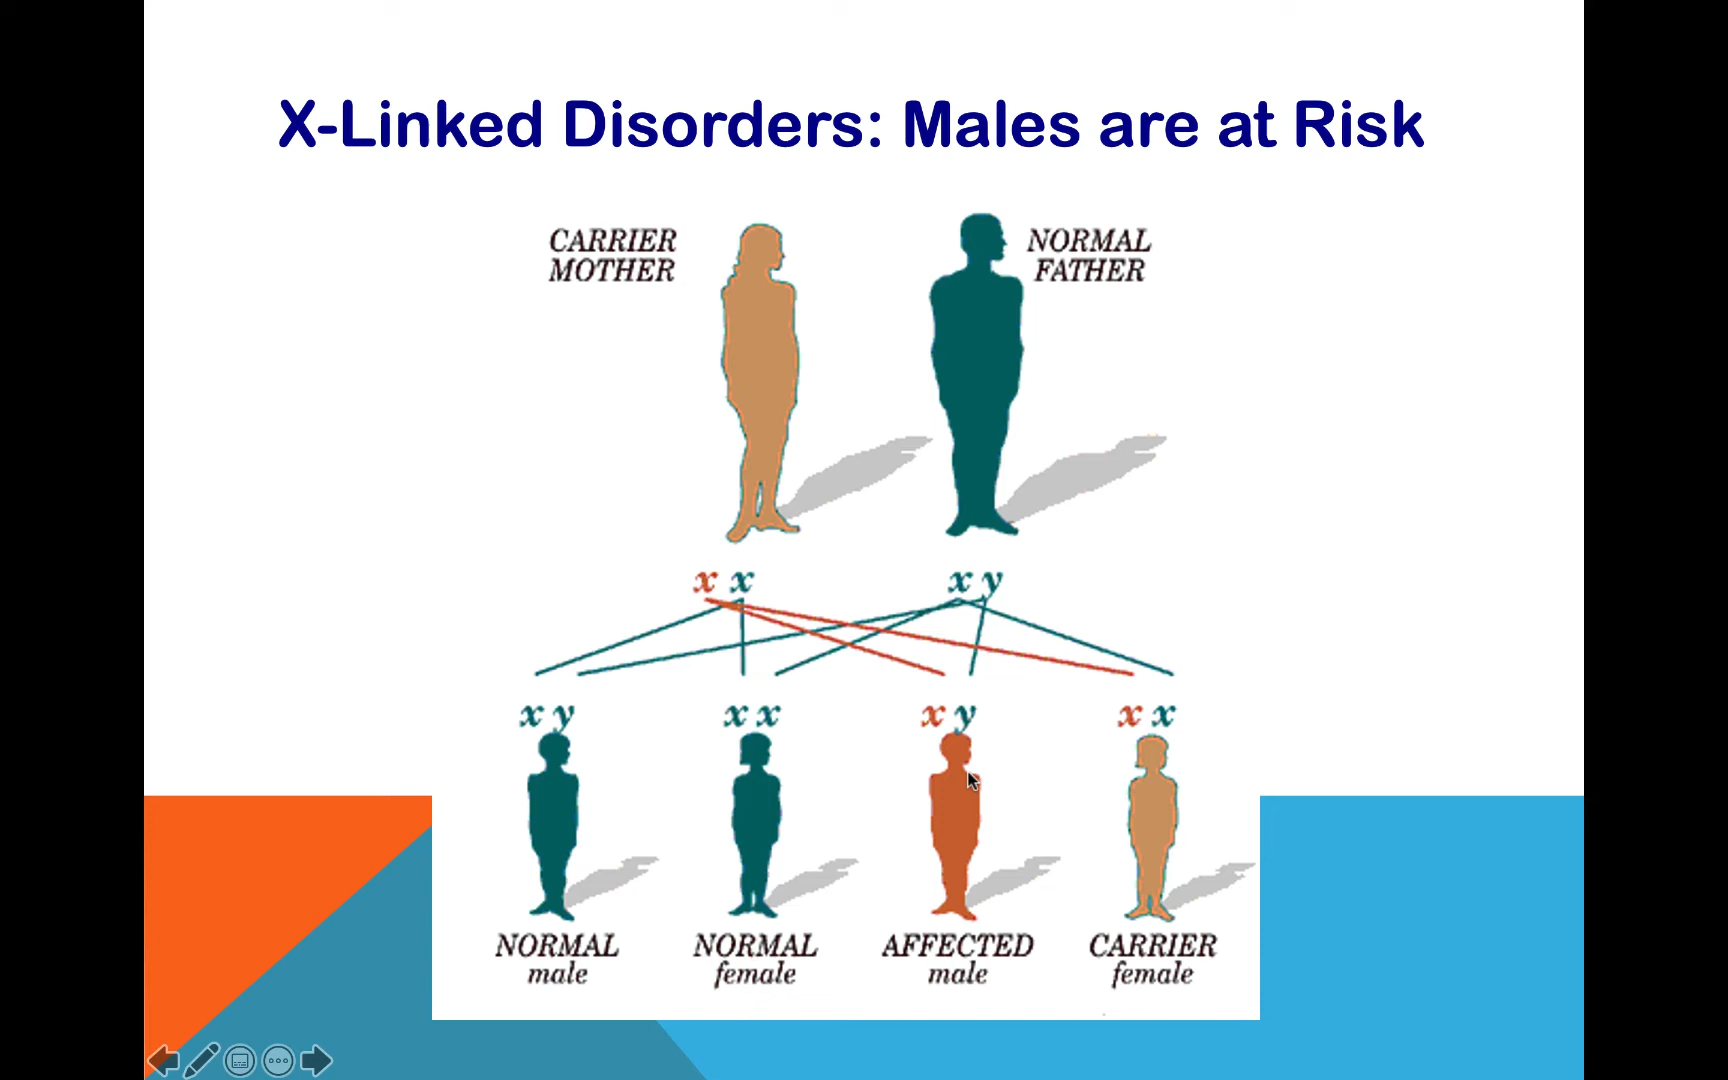 X-Linked Disorders: Males are at Risk
CARRIER
MOTHER
NORMAL
FATHER
x x
x y
x y
x x
x y
x x
NORMAL
male
NORMAL
female
AFFECTED
male
CARRIER
female